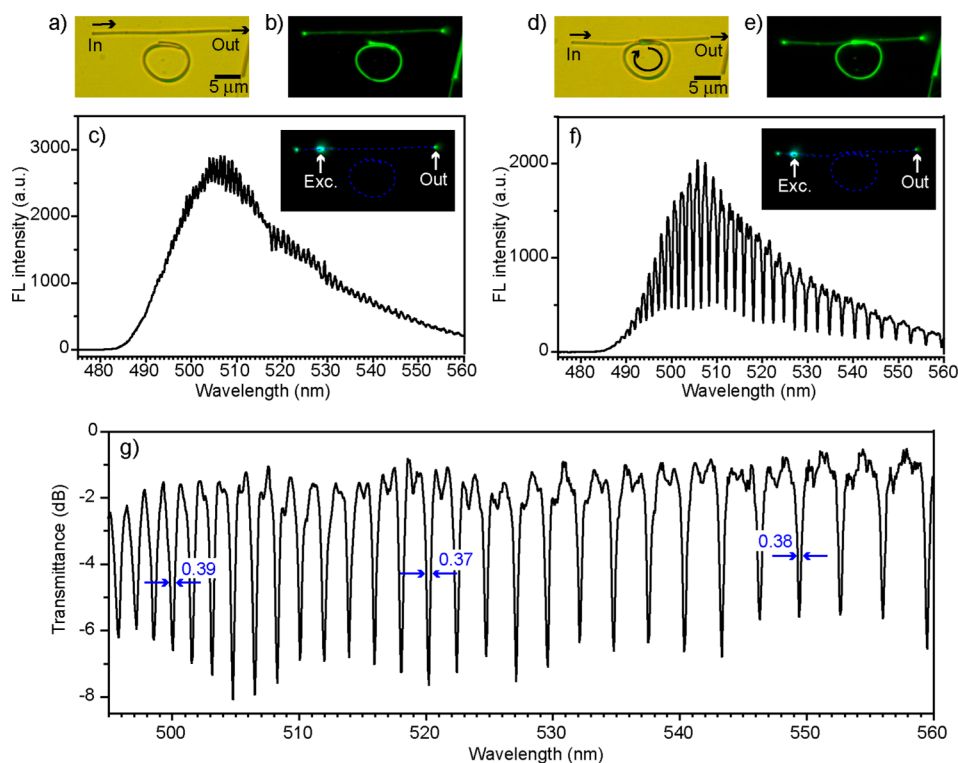 a)
In
Out
5 μm
b)
d)
In
Out
5 μm
e)
c)
FL intensity (a.u.)
3000
2000
1000
0
Exc.
Out
480 490 500 510 520 530 540 550 560
Wavelength (nm)
f)
FL intensity (a.u.)
2000
1500
1000
500
0
Exc.
Out
480 490 500 510 520 530 540 550 560
Wavelength (nm)
g)
Transmittance (dB)
0
-2
-4
-6
-8
0.39
0.37
0.38
500 510 520 530 540 550 560
Wavelength (nm)